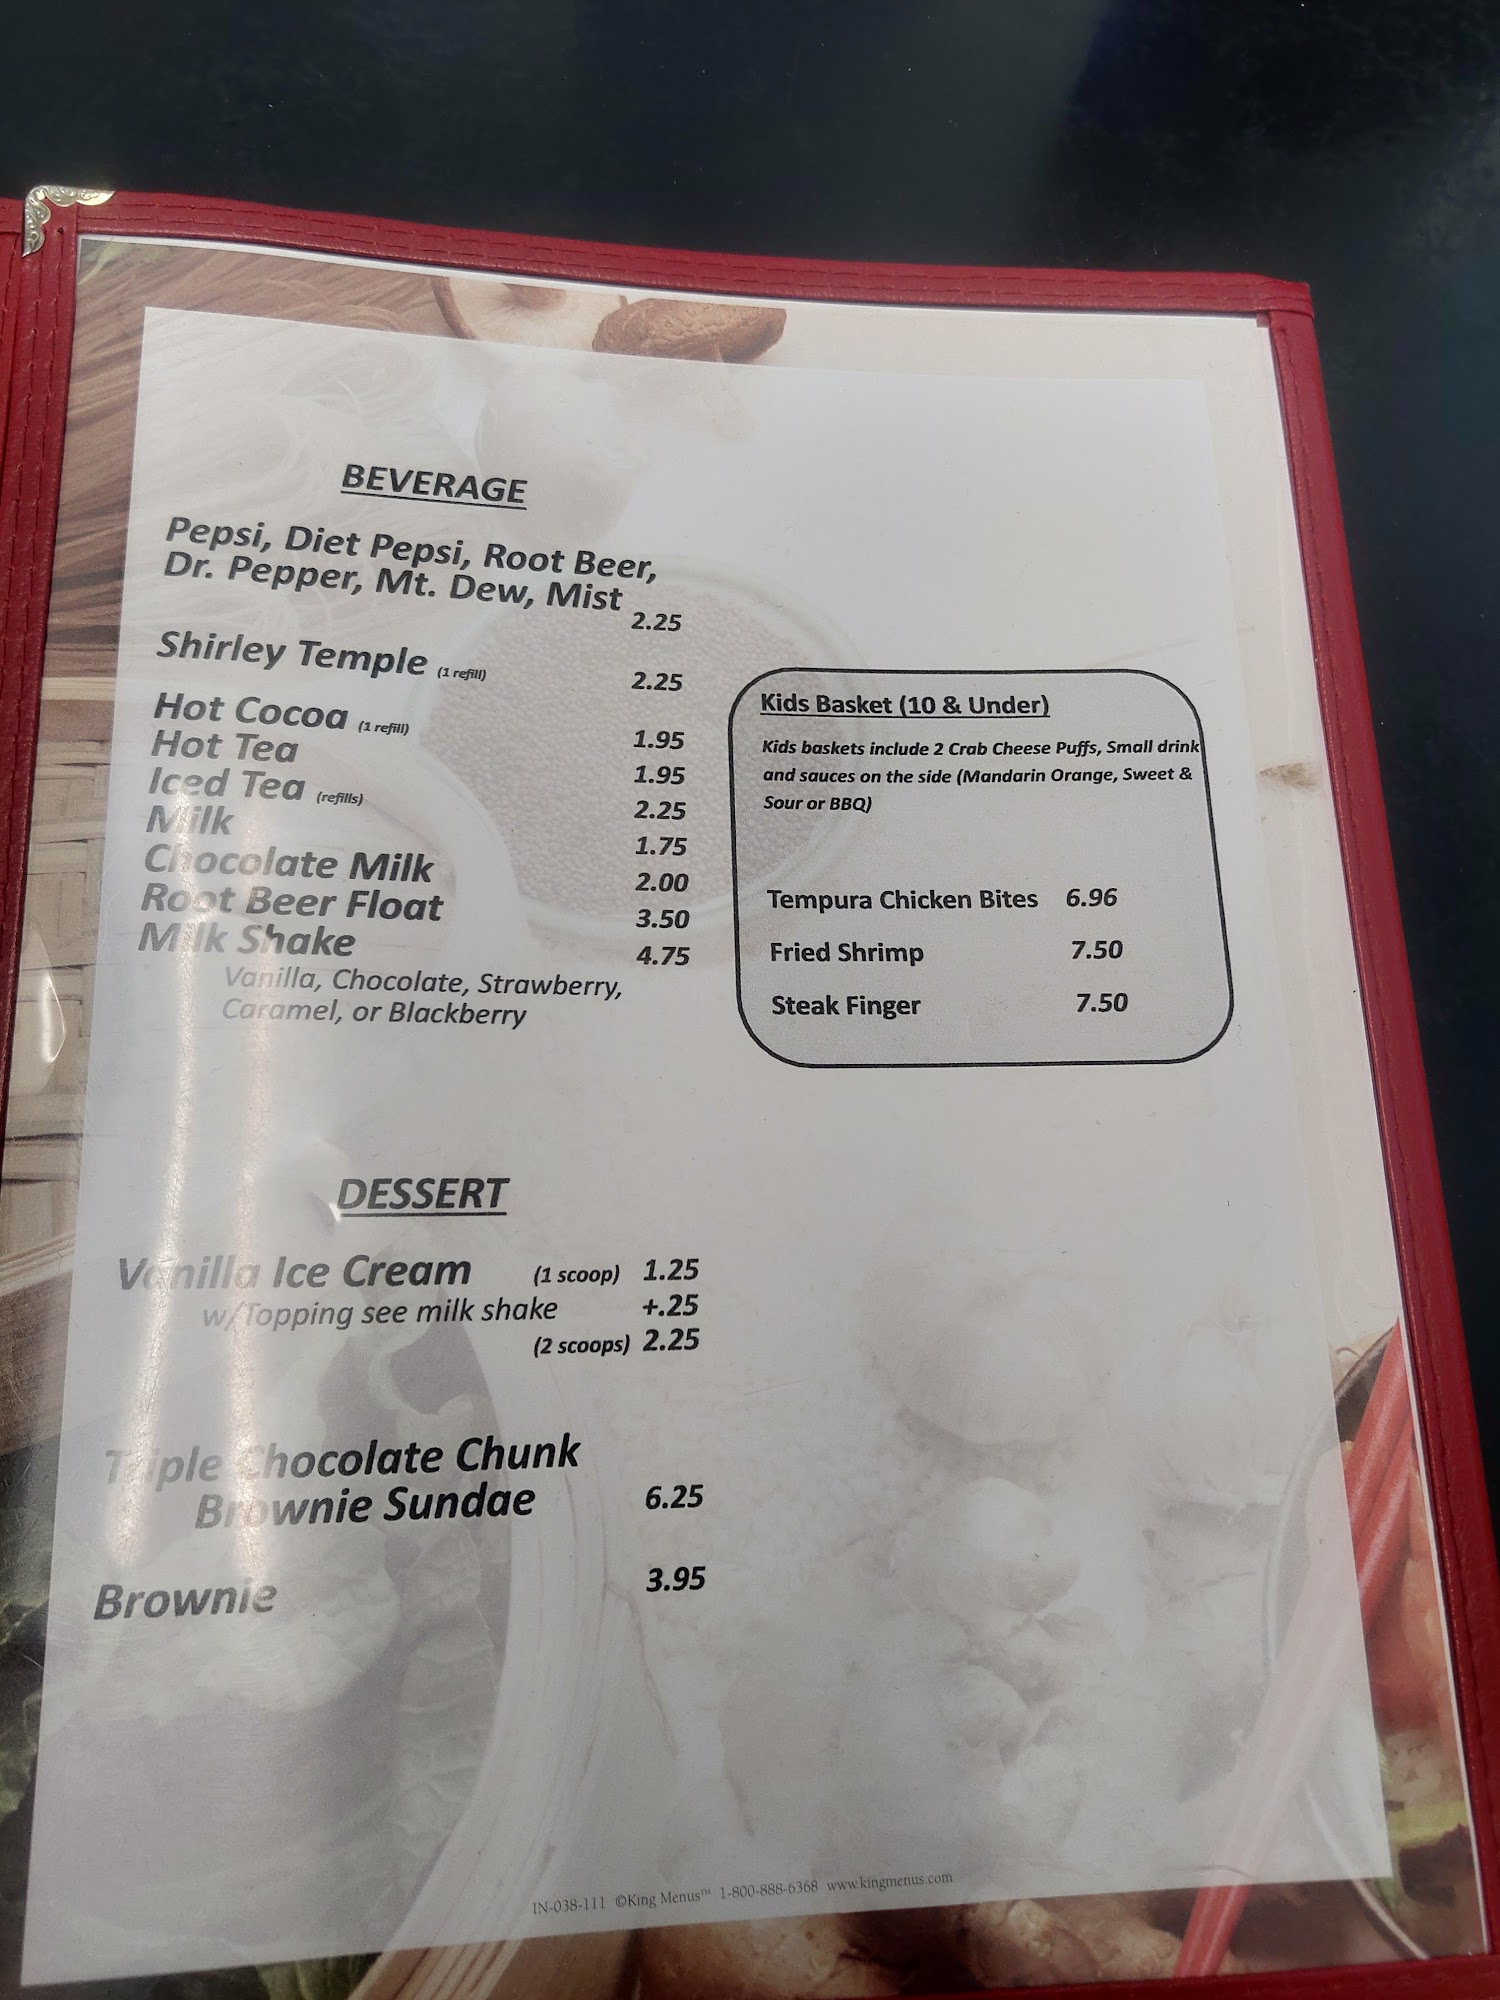 BEVERAGE
Pepsi, Diet Pepsi, Root Beer,
Dr. Pepper, Mt. Dew, Mist
2.25
Shirley Temple (1 refill) 2.25
Hot Cocoa (1 refill) 1.95
Hot Tea 1.95
Iced Tea (refills) 2.25
Milk 1.75
Chocolate Milk 2.00
Root Beer Float 3.50
Milk Shake 4.75
Vanilla, Chocolate, Strawberry,
Caramel, or Blackberry
Kids Basket (10 & Under)
Kids baskets include 2 Crab Cheese Puffs, Small drink
and sauces on the side (Mandarin Orange, Sweet &
Sour or BBQ)
Tempura Chicken Bites 6.96
Fried Shrimp 7.50
Steak Finger 7.50
DESSERT
Vanilla Ice Cream (1 scoop) 1.25
w/Topping see milk shake +.25
(2 scoops) 2.25
Triple Chocolate Chunk
Brownie Sundae 6.25
Brownie 3.95
IN-038-111 ©King Menus™ 1-800-888-6368 www.kingmenus.com